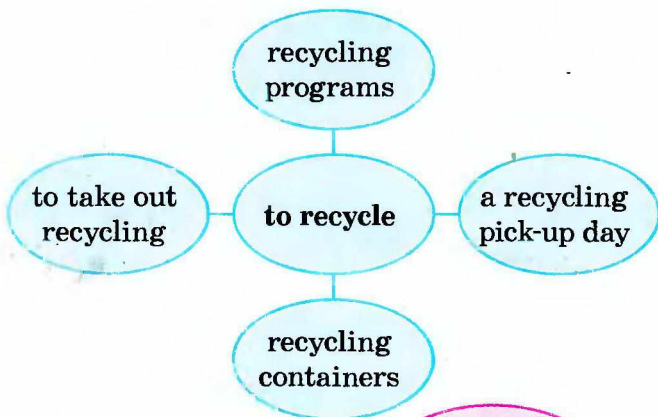 recycling
programs
to take out
recycling
to recycle
a recycling
pick-up day
recycling
containers